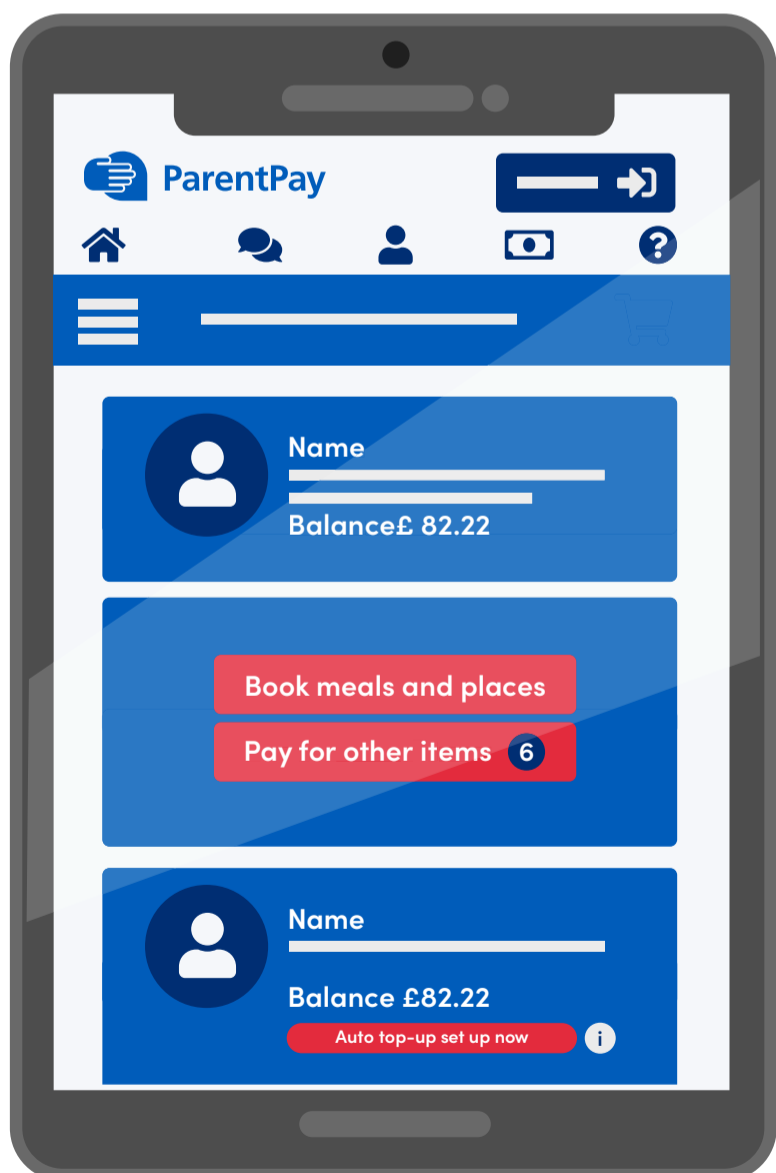 ParentPay
?
Name
Balance£ 82.22
Book meals and places
Pay for other items 6
Name
Balance £82.22
Auto top-up set up now i